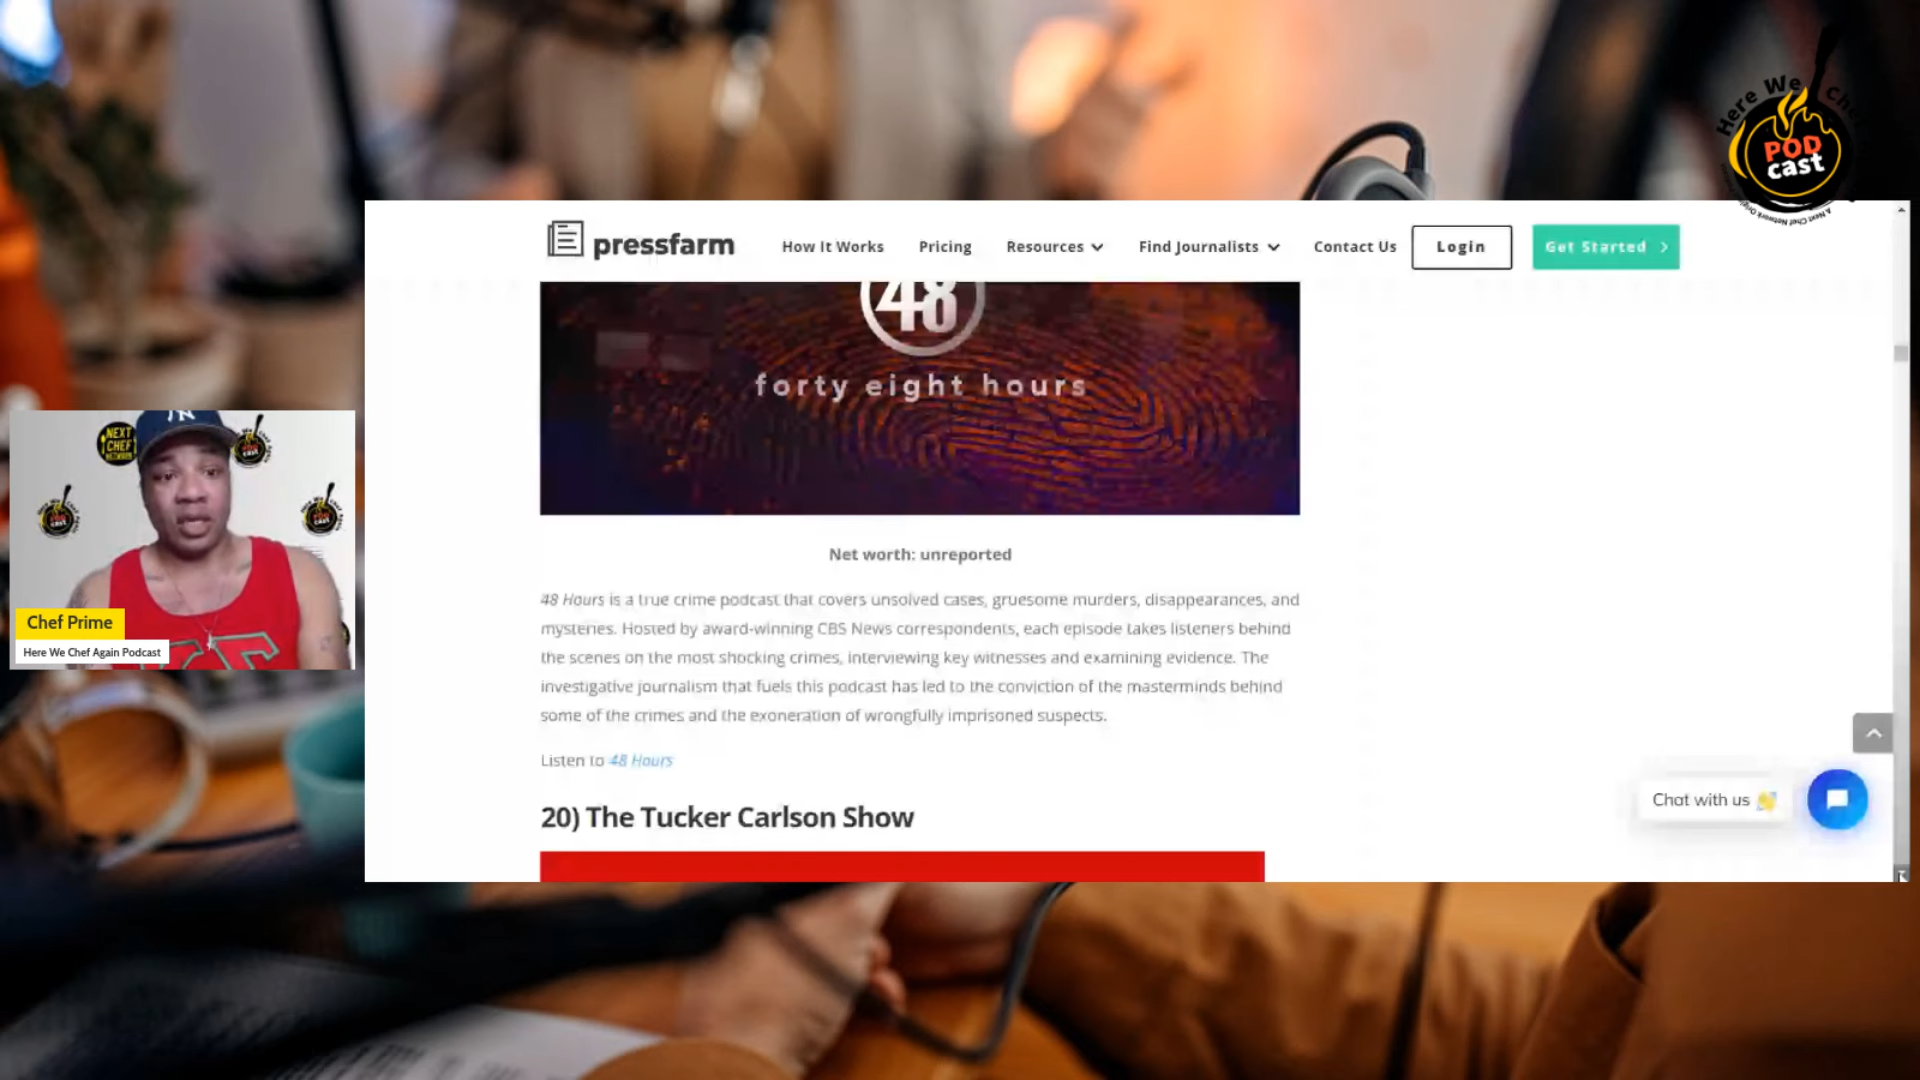 Here We Chef
POD
cast
pressfarm
How It Works
Pricing
Resources
Find Journalists
Contact Us
Login
Get Started
48
forty eight hours
Net worth: unreported
48 Hours is a true crime podcast that covers unsolved cases, gruesome murders, disappearances, and
mysteries. Hosted by award-winning CBS News correspondents, each episode takes listeners behind
the scenes on the most shocking crimes, interviewing key witnesses and examining evidence. The
investigative journalism that fuels this podcast has led to the conviction of the masterminds behind
some of the crimes and the exoneration of wrongfully imprisoned suspects.
Listen to 48 Hours
20) The Tucker Carlson Show
Chat with us
NEXT
CHEF
NETWORK
Chef Prime
Here We Chef Again Podcast